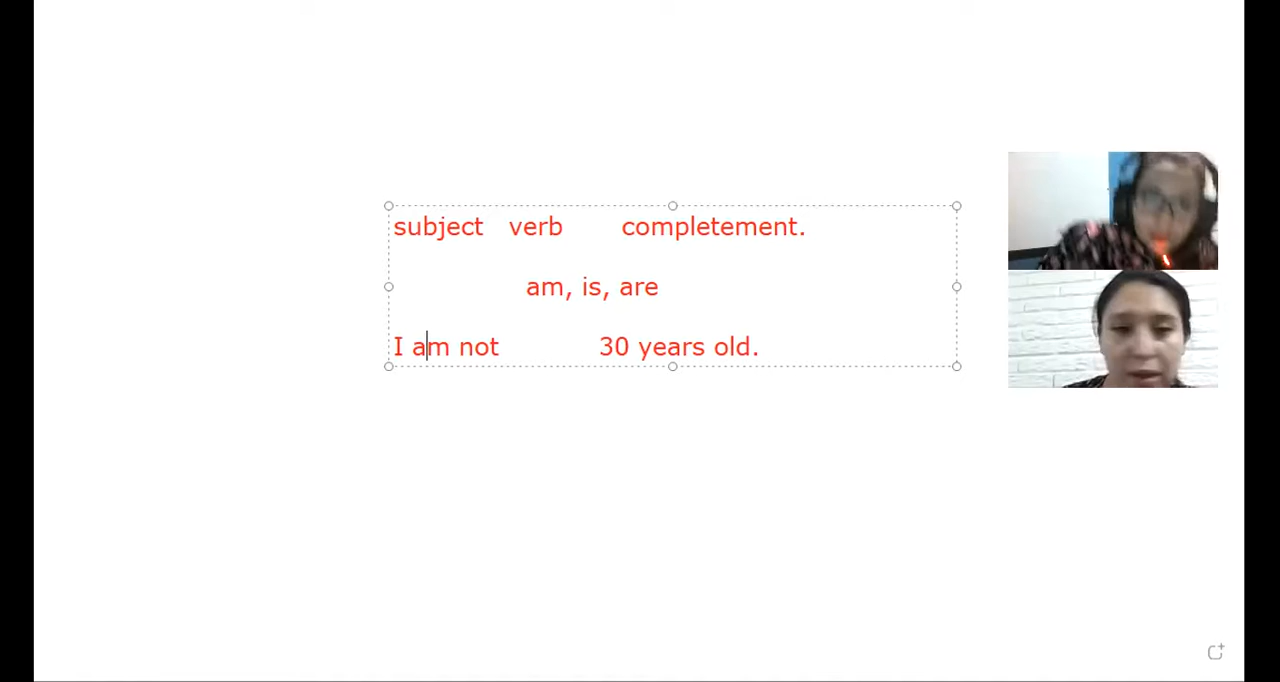 subject verb completement.
am, is, are
I am not 30 years old.